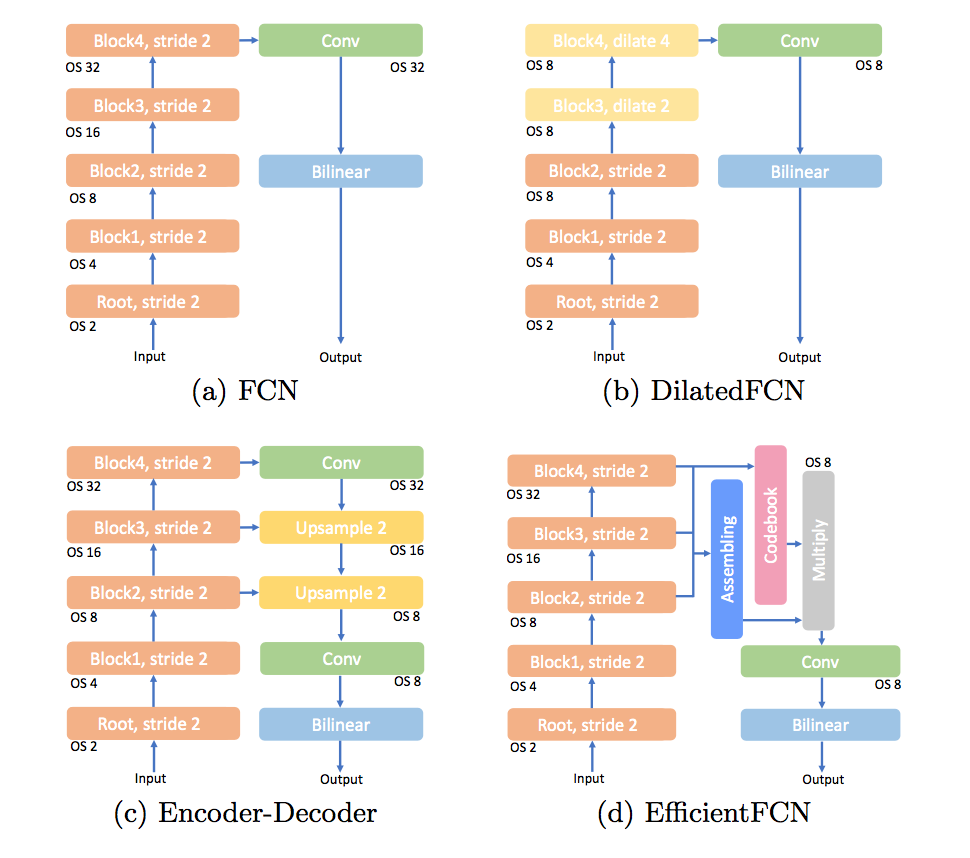 Block4, stride 2
Conv
OS 32
OS 32
Block3, stride 2
OS 16
Block2, stride 2
Bilinear
OS 8
Block1, stride 2
OS 4
Root, stride 2
OS 2
Input
Output
(a) FCN
Block4, dilate 4
Conv
OS 8
OS 8
Block3, dilate 2
OS 8
Block2, stride 2
Bilinear
OS 8
Block1, stride 2
OS 4
Root, stride 2
OS 2
Input
Output
(b) DilatedFCN
Block4, stride 2
Conv
OS 32
OS 32
Block3, stride 2
Upsample 2
OS 16
OS 16
Block2, stride 2
Upsample 2
OS 8
OS 8
Block1, stride 2
Conv
OS 4
OS 8
Root, stride 2
Bilinear
OS 2
Input
Output
(c) Encoder-Decoder
Block4, stride 2
OS 8
OS 32
Block3, stride 2
Assembling
Codebook
Multiply
OS 16
Block2, stride 2
OS 8
Block1, stride 2
Conv
OS 4
OS 8
Root, stride 2
Bilinear
OS 2
Input
Output
(d) EfficientFCN